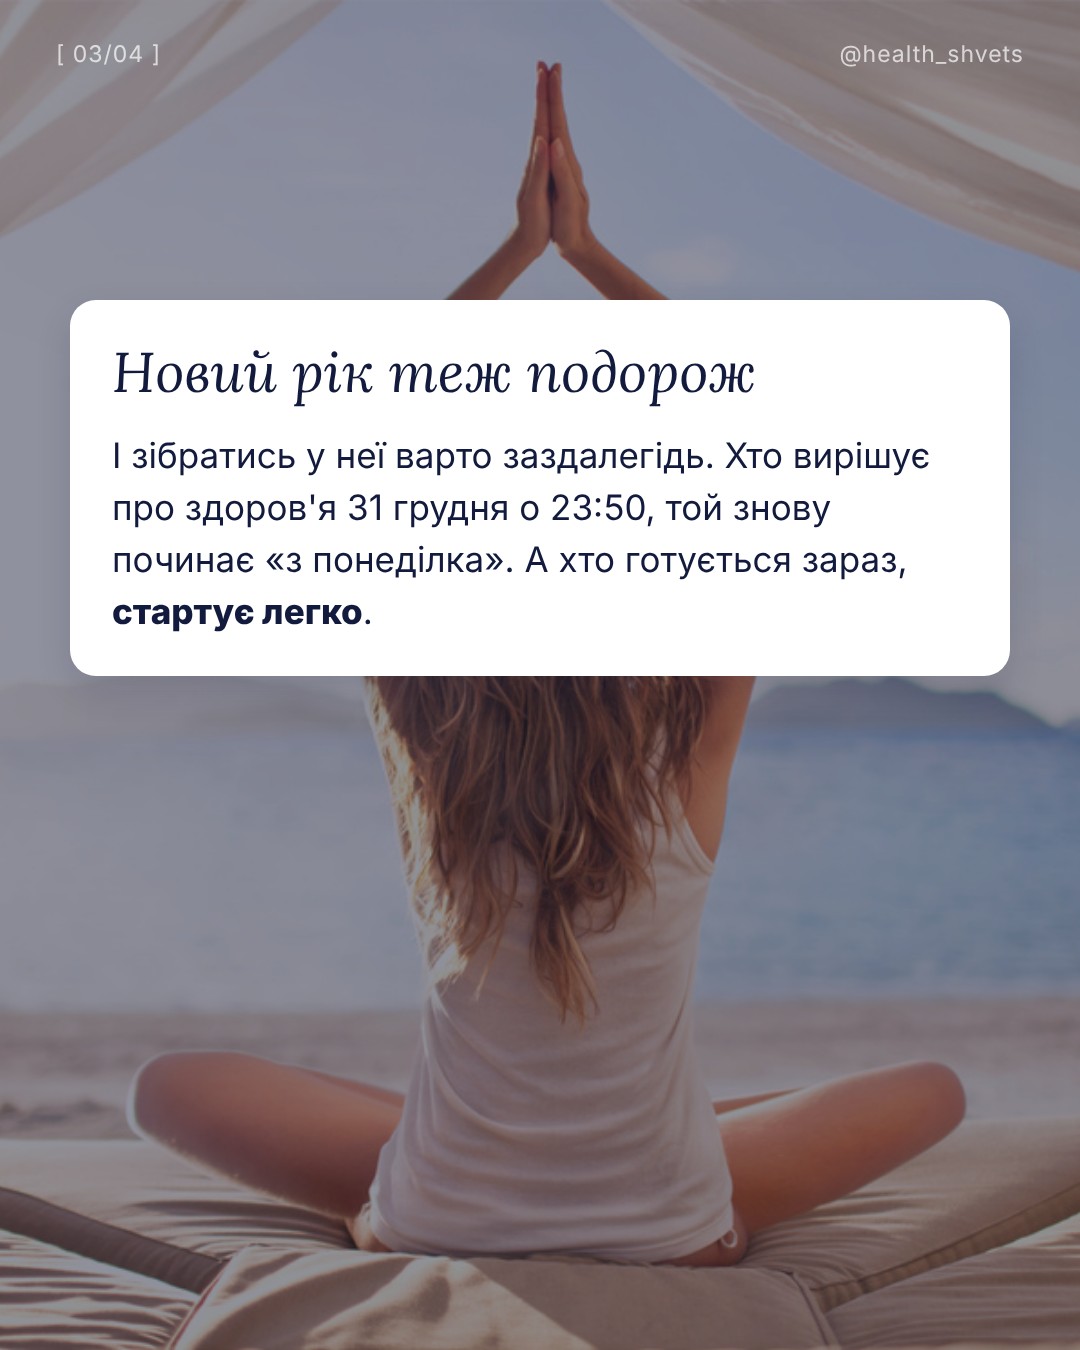 [ 03/04 ]
@health_shvets
Новий рік теж подорож
І зібратись у неї варто заздалегідь. Хто вирішує
про здоров'я 31 грудня о 23:50, той знову
починає «з понеділка». А хто готується зараз,
стартує легко.